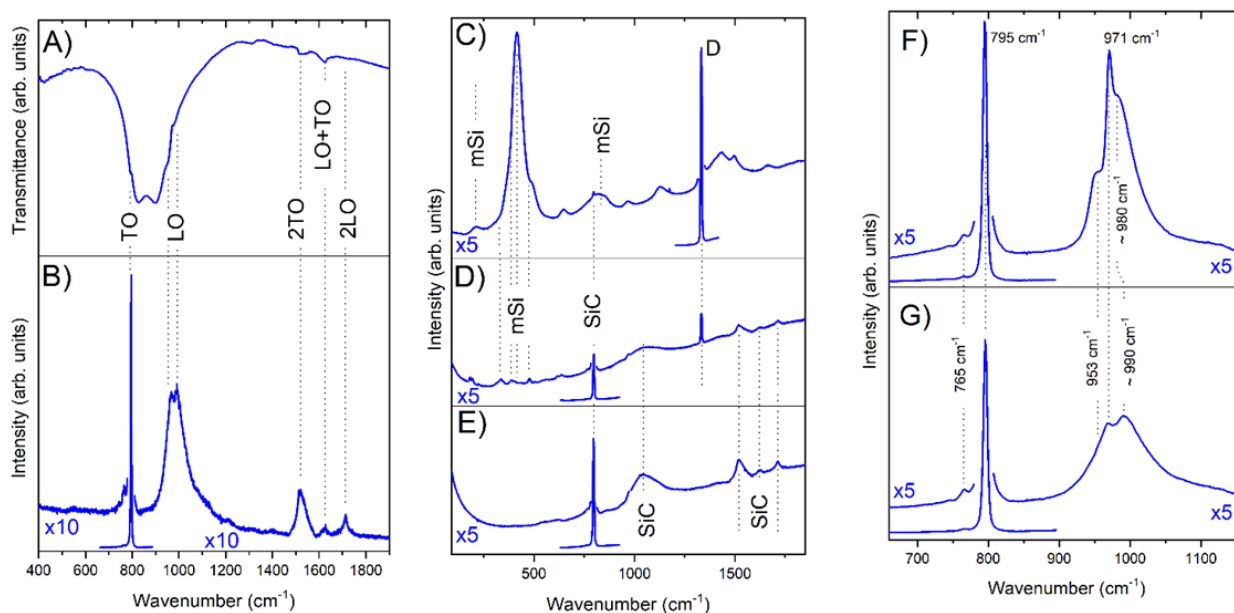 A)
Transmittance (arb. units)
TO
LO
2TO
LO+TO
2LO
B)
Intensity (arb. units)
x10
x10
400 600 800 1000 1200 1400 1600 1800
Wavenumber (cm⁻¹)
C)
D
mSi
mSi
x5
Intensity (arb. units)
D)
mSi
SiC
x5
E)
SiC
SiC
x5
500 1000 1500
Wavenumber (cm⁻¹)
F)
795 cm⁻¹
971 cm⁻¹
~ 980 cm⁻¹
x5
x5
Intensity (arb. units)
G)
765 cm⁻¹
953 cm⁻¹
~ 990 cm⁻¹
x5
x5
700 800 900 1000 1100
Wavenumber (cm⁻¹)